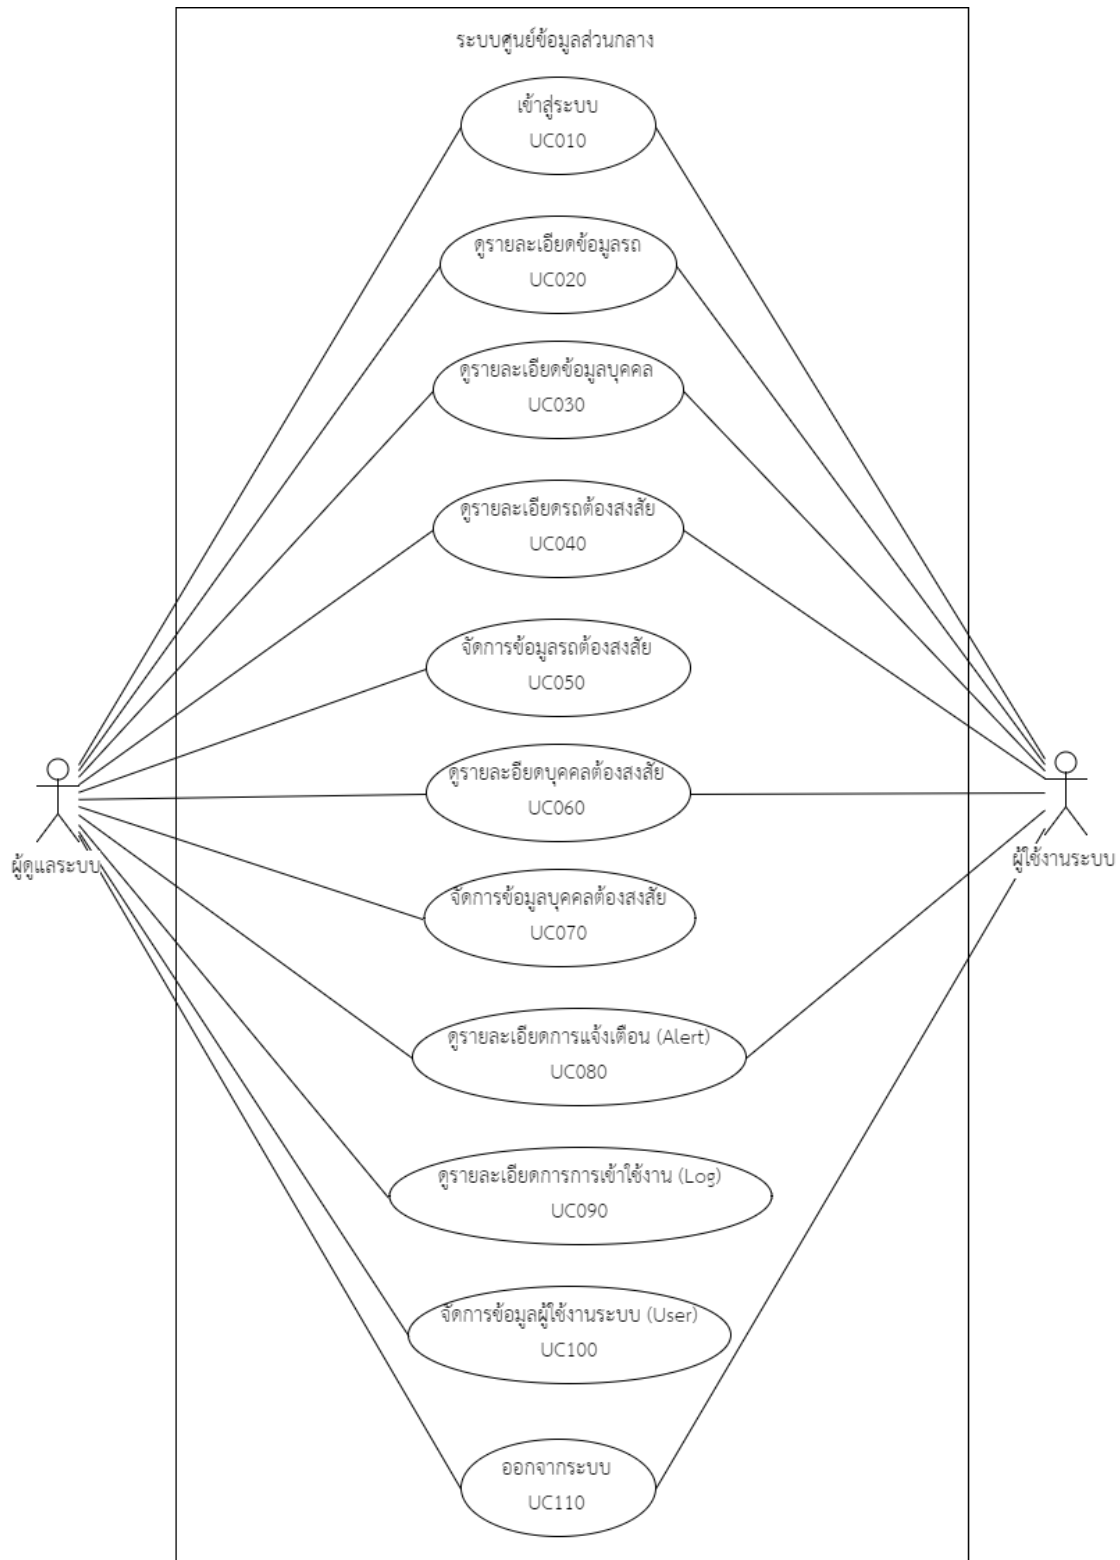 ระบบศูนย์ข้อมูลส่วนกลาง
เข้าสู่ระบบ
UC010
ดูรายละเอียดข้อมูลรถ
UC020
ดูรายละเอียดข้อมูลบุคคล
UC030
ดูรายละเอียดรถต้องสงสัย
UC040
จัดการข้อมูลรถต้องสงสัย
UC050
ดูรายละอียดบุคคลต้องสงสัย
UC060
ผู้ดูแลระบบ
ผู้ใช้งานระบบ
จัดการข้อมูลบุคคลต้องสงสัย
UC070
ดูรายละเอียดการแจ้งเตือน (Alert)
UC080
ดูรายละเอียดการการเข้าใช้งาน (Log)
UC090
จัดการข้อมูลผู้ใช้งานระบบ (User)
UC100
ออกจากระบบ
UC110